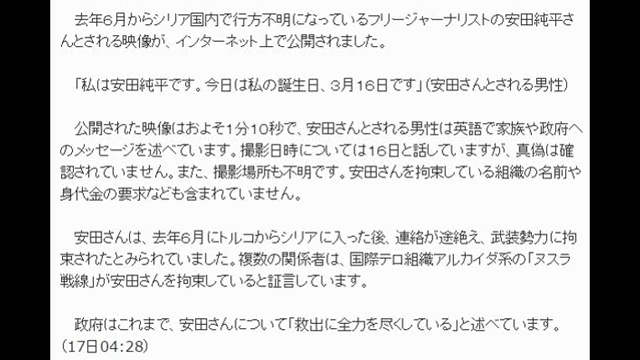 去年６月からシリア国内で行方不明になっているフリージャーナリストの安田純平さ
んとされる映像が、インターネット上で公開されました。
「私は安田純平です。今日は私の誕生日、３月１６日です」（安田さんとされる男性）
公開された映像はおよそ１分１０秒で、安田さんとされる男性は英語で家族や政府へ
のメッセージを述べています。撮影日時については１６日と話していますが、真偽は確
認されていません。また、撮影場所も不明です。安田さんを拘束している組織の名前や
身代金の要求なども含まれていません。
安田さんは、去年６月にトルコからシリアに入った後、連絡が途絶え、武装勢力に拘
束されたとみられていました。複数の関係者は、国際テロ組織アルカイダ系の「ヌスラ
戦線」が安田さんを拘束していると証言しています。
政府はこれまで、安田さんについて「救出に全力を尽くしている」と述べています。
（１７日０４：２８）